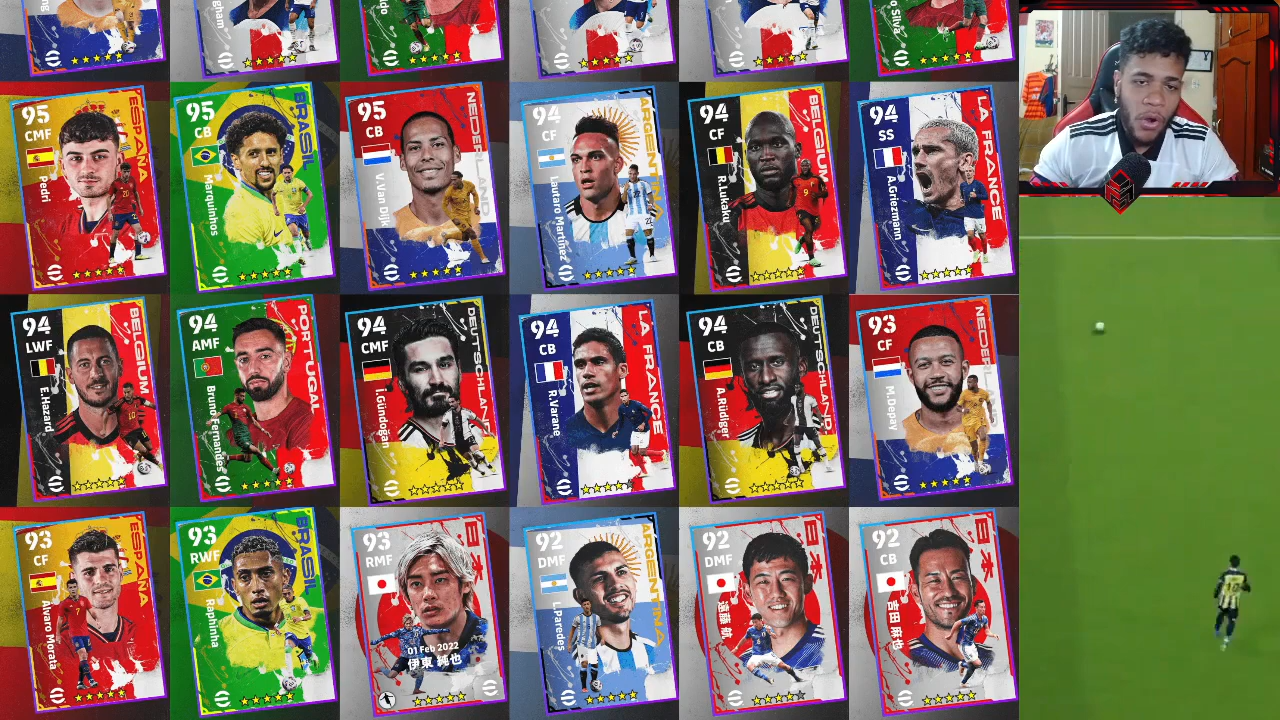 gham
do
o Silva
95
CMF
Pedri
ESPAÑA
95
CB
Marquinhos
BRASIL
95
CB
V.Van Dijk
NEDERLAND
94
CF
Lautaro Martínez
ARGENTINA
94
CF
R.Lukaku
BELGIUM
94
SS
A.Griezmann
LA FRANCE
94
LWF
E.Hazard
BELGIUM
94
AMF
Bruno Fernandes
PORTUGAL
94
CMF
İ.Gündoğan
DEUTSCHLAND
94
CB
R.Varane
LA FRANCE
94
CB
A.Rüdiger
DEUTSCHLAND
93
CF
M.Depay
NEDERLAND
93
CF
Álvaro Morata
ESPAÑA
93
RWF
Raphinha
BRASIL
93
RMF
日本
01 Feb 2022
伊東 純也
92
DMF
L.Paredes
ARGENTINA
92
DMF
遠藤 航
日本
92
CB
吉田 麻也
日本